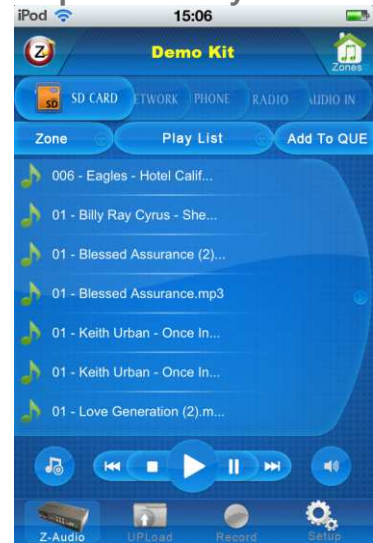 iPod 15:06
Z Demo Kit
Zones
SD SD CARD ETWORK PHONE RADIO AUDIO IN
Zone Play List Add To QUE
006 - Eagles - Hotel Calif...
01 - Billy Ray Cyrus - She...
01 - Blessed Assurance (2)...
01 - Blessed Assurance.mp3
01 - Keith Urban - Once In...
01 - Keith Urban - Once In...
01 - Love Generation (2).m...
Z-Audio UPLoad Record Setup